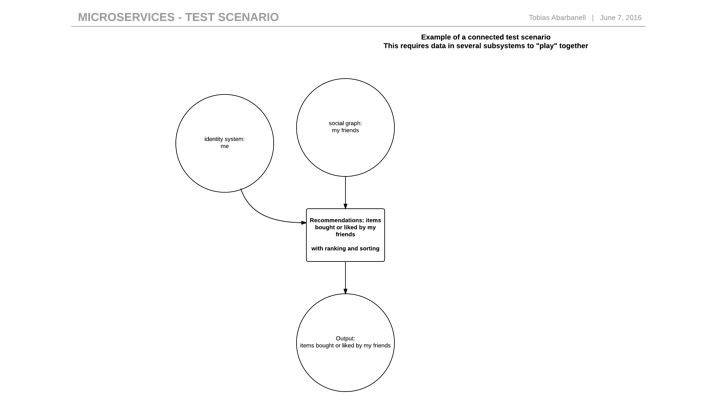 MICROSERVICES - TEST SCENARIO
Tobias Abarbanell | June 7, 2016
Example of a connected test scenario
This requires data in several subsystems to "play" together
social graph:
my friends
identity system:
me
Recommendations: items
bought or liked by my
friends
with ranking and sorting
Output:
items bought or liked by my friends